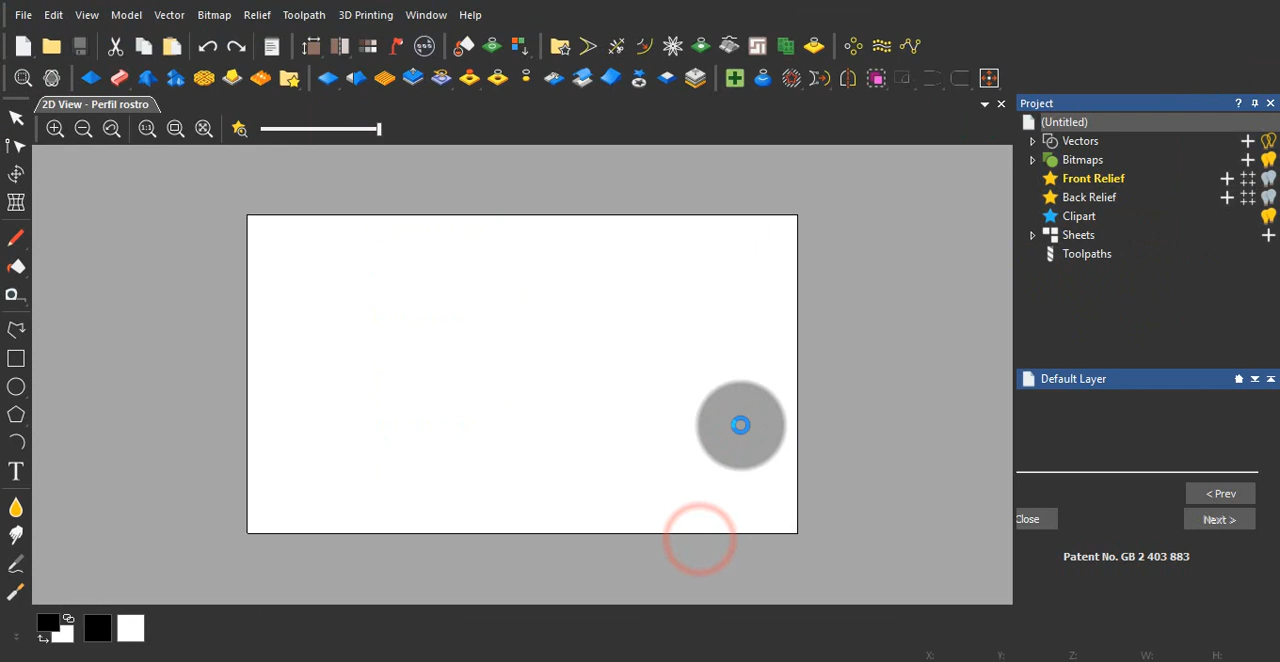 File Edit View Model Vector Bitmap Relief Toolpath 3D Printing Window Help
2D View - Perfil rostro
1:1
Project
?
(Untitled)
Vectors
Bitmaps
Front Relief
Back Relief
Clipart
Sheets
Toolpaths
Default Layer
< Prev
Close
Next >
Patent No. GB 2 403 883
T
X: Y: Z: W: H: